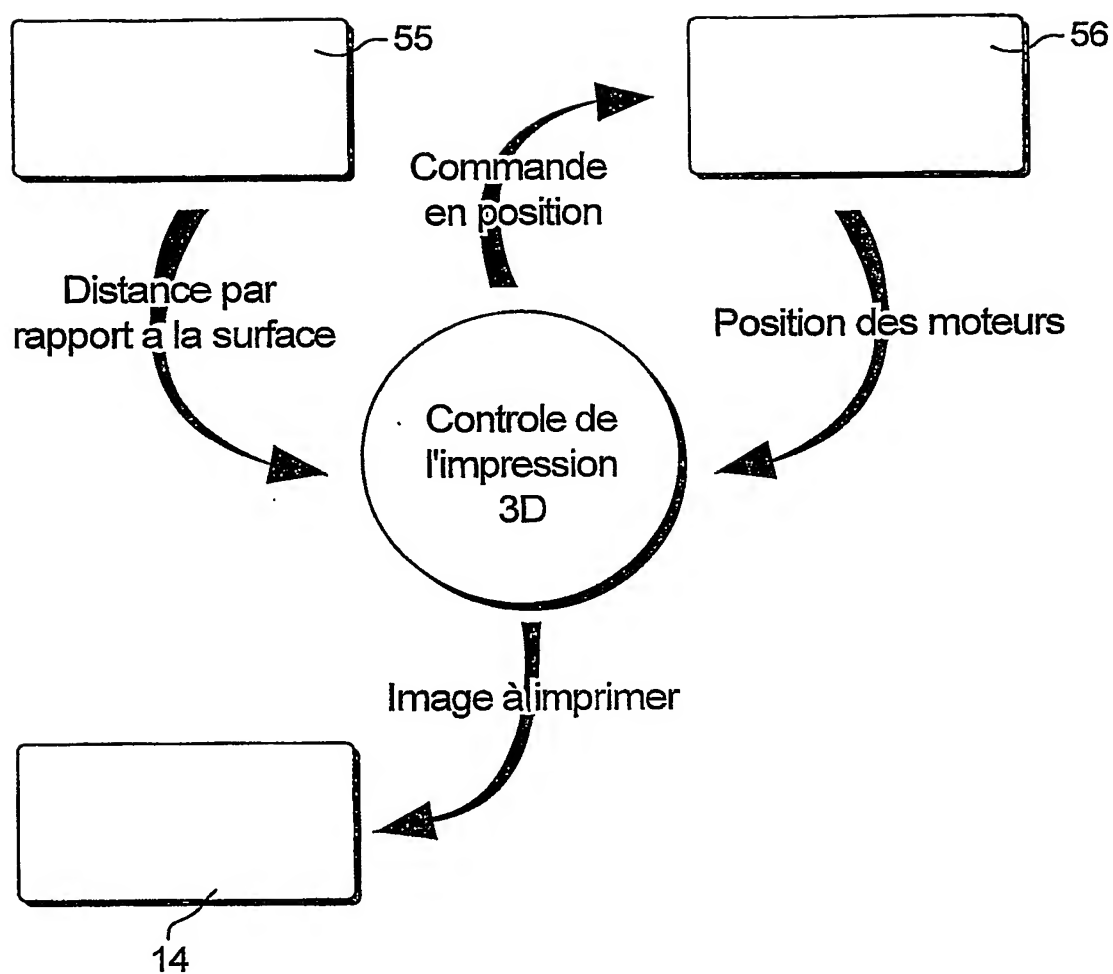 55
56
Commande
en position
Distance par
rapport à la surface
Position des moteurs
Controle de
l'impression
3D
Image à imprimer
14